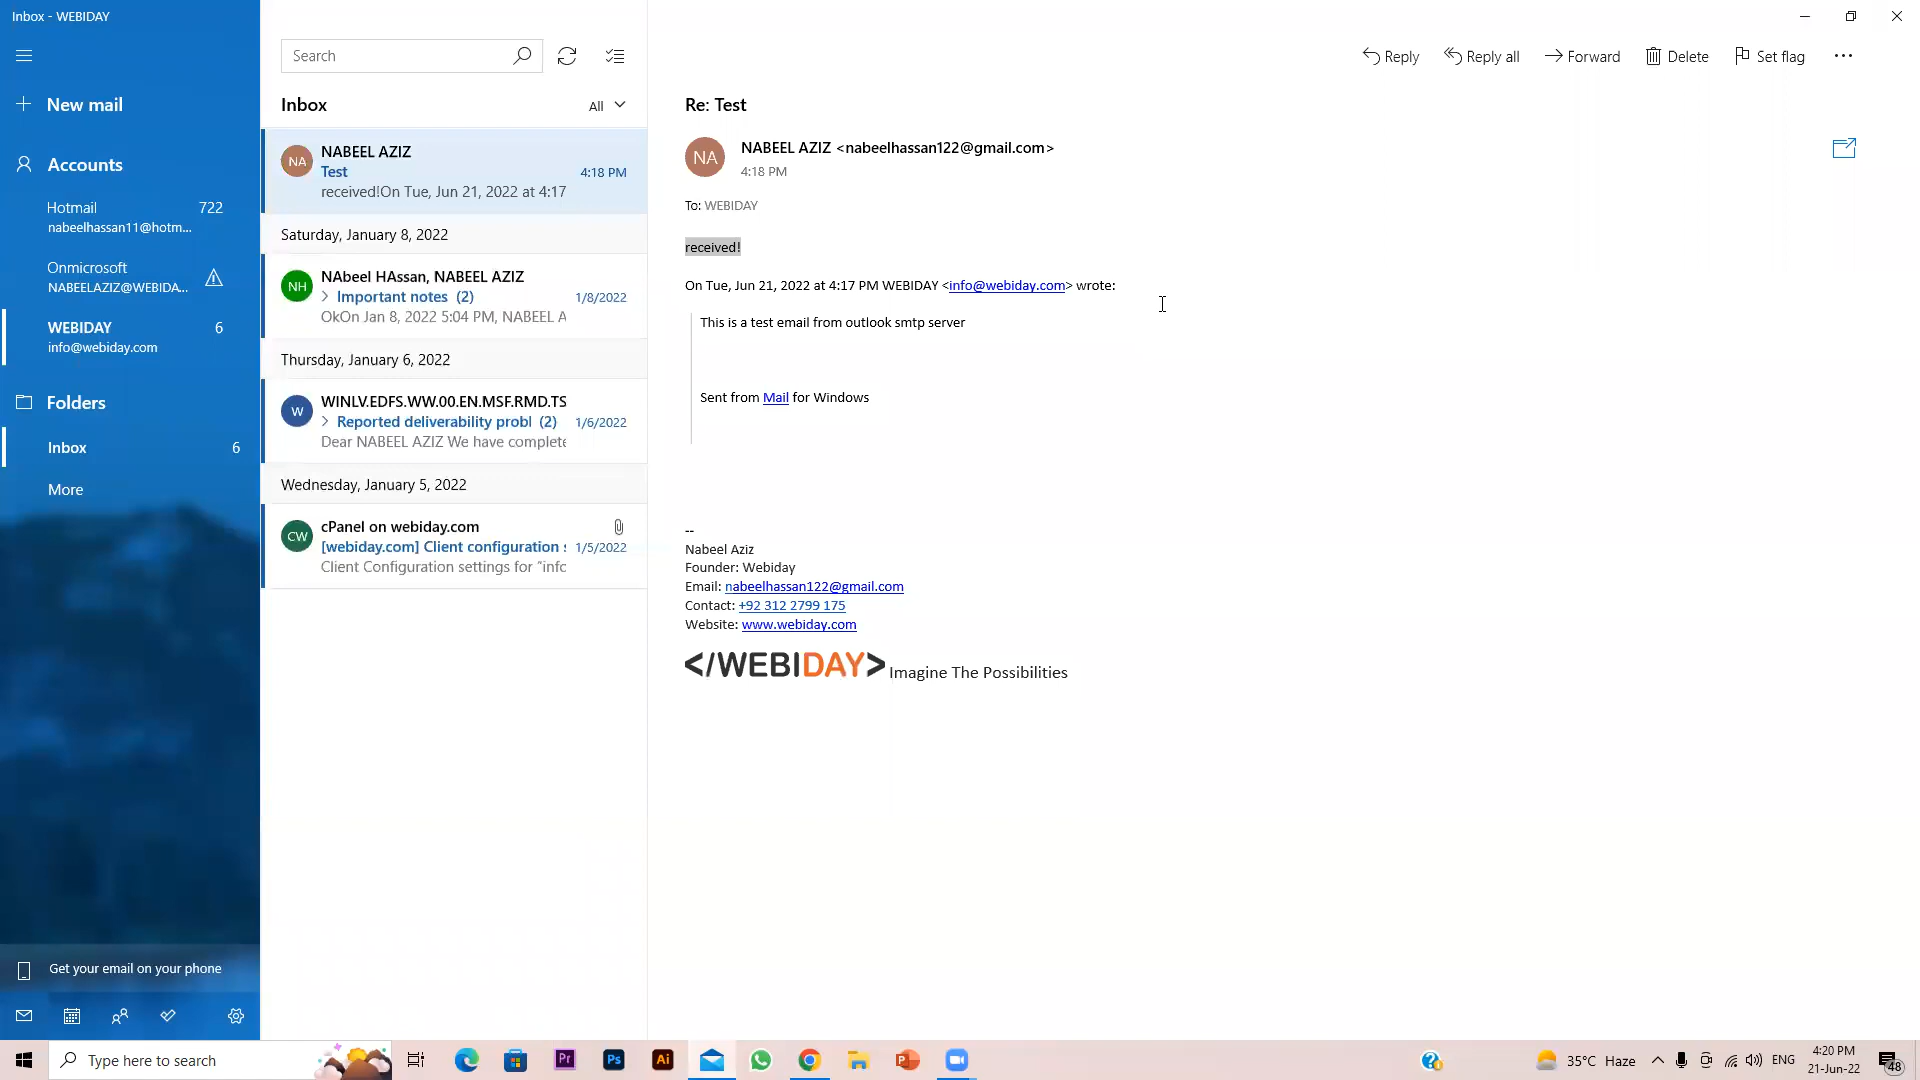 Inbox - WEBIDAY
New mail
Accounts
Hotmail 722
nabeelhassan11@hotm...
Onmicrosoft
NABEELAZIZ@WEBIDA...
WEBIDAY 6
info@webiday.com
Folders
Inbox 6
More
Get your email on your phone
Search
Inbox All
NA
NABEEL AZIZ
Test 4:18 PM
received!On Tue, Jun 21, 2022 at 4:17
Saturday, January 8, 2022
NH
NAbeel HAssan, NABEEL AZIZ
Important notes (2) 1/8/2022
OkOn Jan 8, 2022 5:04 PM, NABEEL A
Thursday, January 6, 2022
W
WINLV.EDFS.WW.00.EN.MSF.RMD.TS
Reported deliverability probl (2) 1/6/2022
Dear NABEEL AZIZ We have complete
Wednesday, January 5, 2022
CW
cPanel on webiday.com
[webiday.com] Client configuration s 1/5/2022
Client Configuration settings for "info
Reply Reply all Forward Delete Set flag ...
Re: Test
NA
NABEEL AZIZ <nabeelhassan122@gmail.com>
4:18 PM
To: WEBIDAY
received!
On Tue, Jun 21, 2022 at 4:17 PM WEBIDAY <info@webiday.com> wrote:
This is a test email from outlook smtp server
Sent from Mail for Windows
--
Nabeel Aziz
Founder: Webiday
Email: nabeelhassan122@gmail.com
Contact: +92 312 2799 175
Website: www.webiday.com
</WEBIDAY> Imagine The Possibilities
Type here to search
Pr
Ps
Ai
35°C Haze
ENG
4:20 PM
21-Jun-22
48